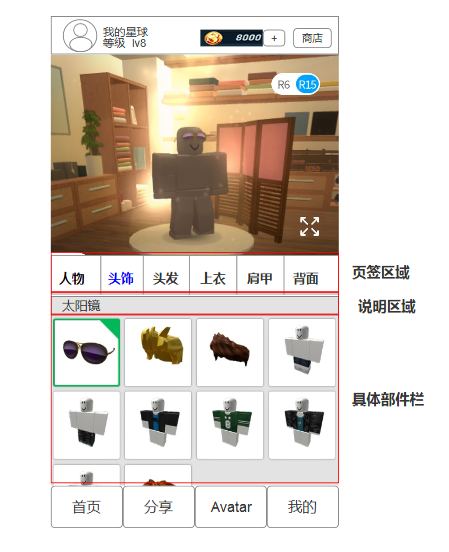 我的星球
等级 lv8
8000
+
商店
R6 R15
人物 头饰 头发 上衣 肩甲 背面
页签区域
太阳镜
说明区域
具体部件栏
首页 分享 Avatar 我的